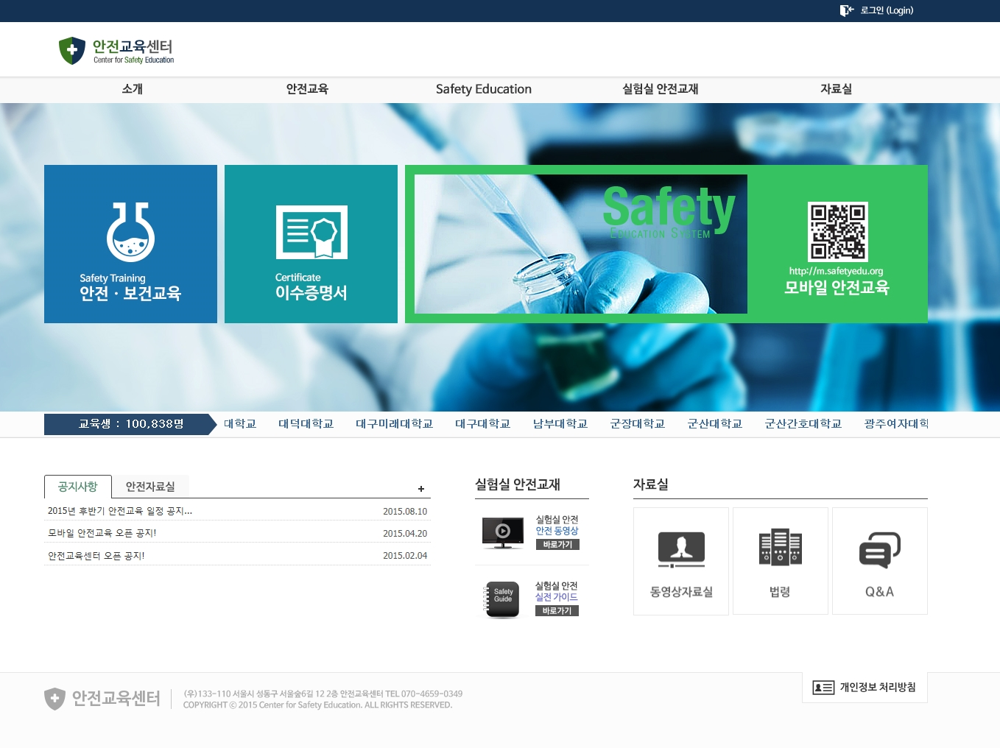 로그인 (Login)
안전교육센터
Center for Safety Education
소개
안전교육
Safety Education
실험실 안전교재
자료실
Safety Training
안전 · 보건교육
Certificate
이수증명서
Safety
EDUCATION SYSTEM
http://m.safetyedu.org
모바일 안전교육
교육생 : 100,838명
대학교 대덕대학교 대구미래대학교 대구대학교 남부대학교 군장대학교 군산대학교 군산간호대학교 광주여자대학
공지사항
안전자료실
+
2015년 후반기 안전교육 일정 공지... 2015.08.10
모바일 안전교육 오픈 공지! 2015.04.20
안전교육센터 오픈 공지! 2015.02.04
실험실 안전교재
실험실 안전
안전 동영상
바로가기
Safety
Guide
실험실 안전
실전 가이드
바로가기
자료실
동영상자료실
법령
Q&A
안전교육센터
(우)133-110 서울시 성동구 서울숲6길 12 2층 안전교육센터 TEL 070-4659-0349
COPYRIGHT ⓒ 2015 Center for Safety Education. ALL RIGHTS RESERVED.
개인정보 처리방침